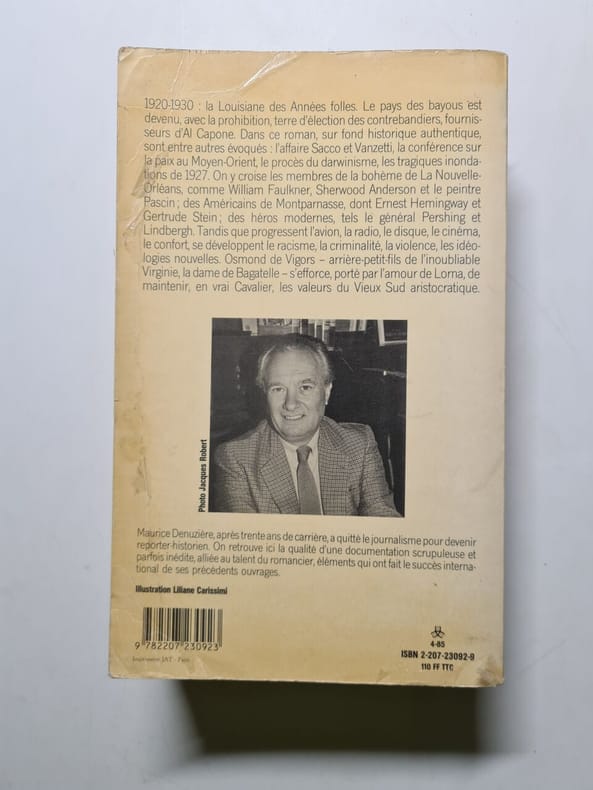 1920-1930 : la Louisiane des Années folles. Le pays des bayous est
devenu, avec la prohibition, terre d'élection des contrebandiers, fournis-
seurs d'Al Capone. Dans ce roman, sur fond historique authentique,
sont entre autres évoqués : l'affaire Sacco et Vanzetti, la conférence sur
la paix au Moyen-Orient, le procès du darwinisme, les tragiques inonda-
tions de 1927. On y croise les membres de la bohème de La Nouvelle-
Orléans, comme William Faulkner, Sherwood Anderson et le peintre
Pascin ; des Américains de Montparnasse, dont Ernest Hemingway et
Gertrude Stein ; des héros modernes, tels le général Pershing et
Lindbergh. Tandis que progressent l'avion, la radio, le disque, le cinéma,
le confort, se développent le racisme, la criminalité, la violence, les idéo-
logies nouvelles. Osmond de Vigors – arrière-petit-fils de l'inoubliable
Virginie, la dame de Bagatelle – s'efforce, porté par l'amour de Lorna, de
maintenir, en vrai Cavalier, les valeurs du Vieux Sud aristocratique.
Photo Jacques Robert
Maurice Denuzière, après trente ans de carrière, a quitté le journalisme pour devenir
reporter-historien. On retrouve ici la qualité d'une documentation scrupuleuse et
parfois inédite, alliée au talent du romancier, éléments qui ont fait le succès interna-
tional de ses précédents ouvrages.
Illustration Liliane Carissimi
9 782207 230923
Imprimerie JAT - Paris
4-85
ISBN 2-207-23092-9
110 FF TTC